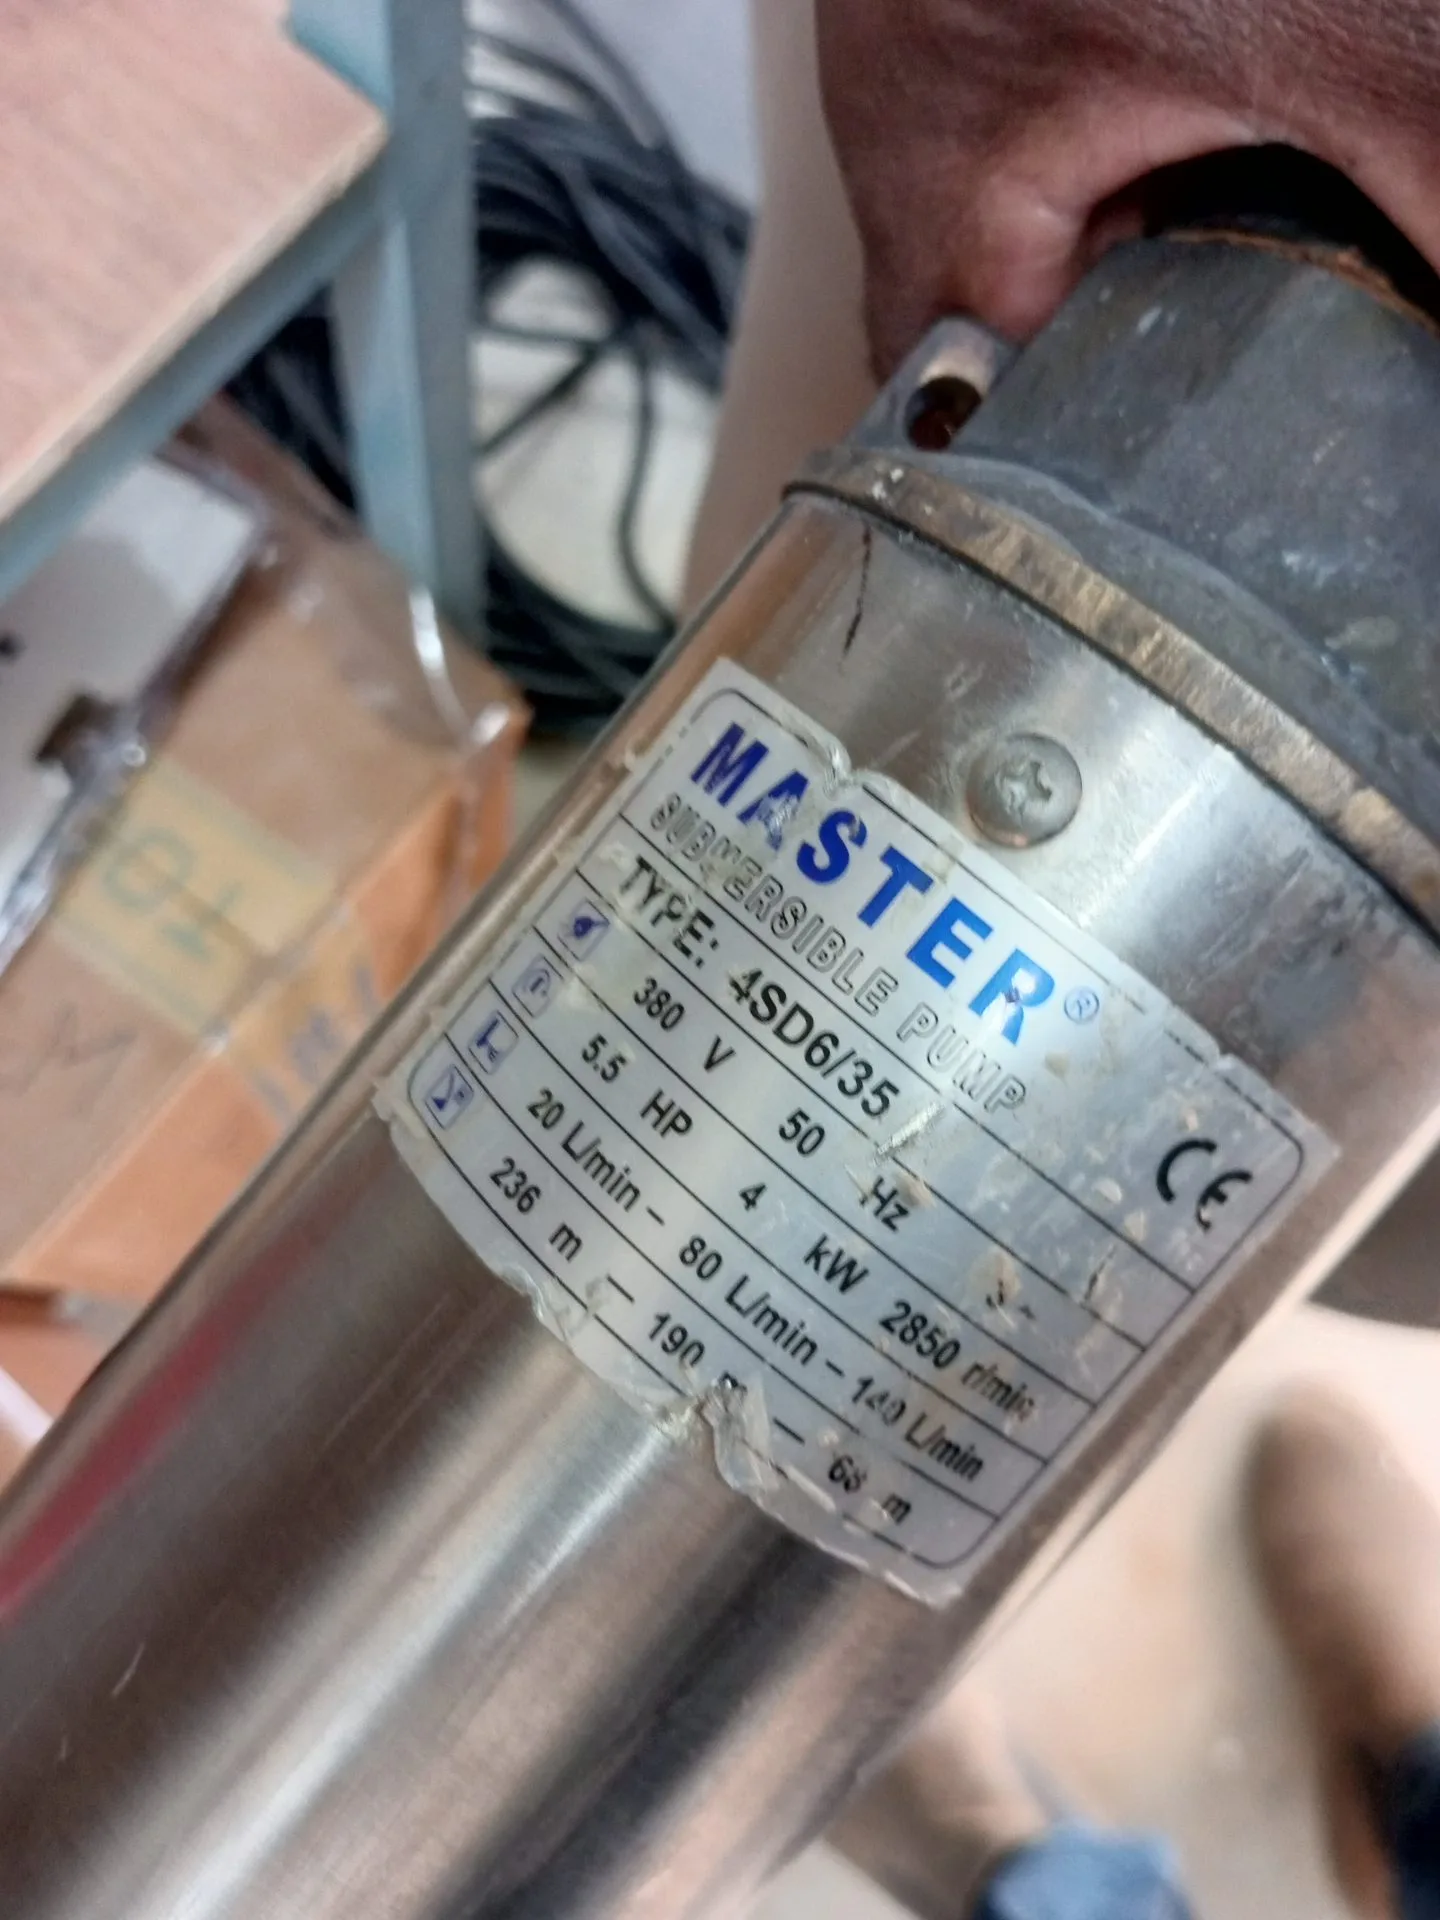 MASTER®
SUBMERSIBLE PUMP
CE
TYPE: 4SD6/35
380 V 50 Hz
5.5 HP 4 kW 2850 r/min
20 L/min – 80 L/min – 140 L/min
236 m – 190 m – 68 m